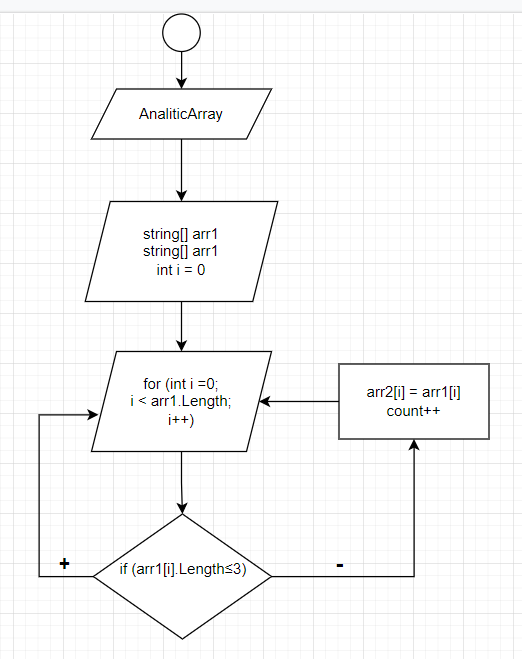 AnaliticArray
string[] arr1
string[] arr1
int i = 0
for (int i =0;
i < arr1.Length;
i++)
arr2[i] = arr1[i]
count++
if (arr1[i].Length≤3)
+
-